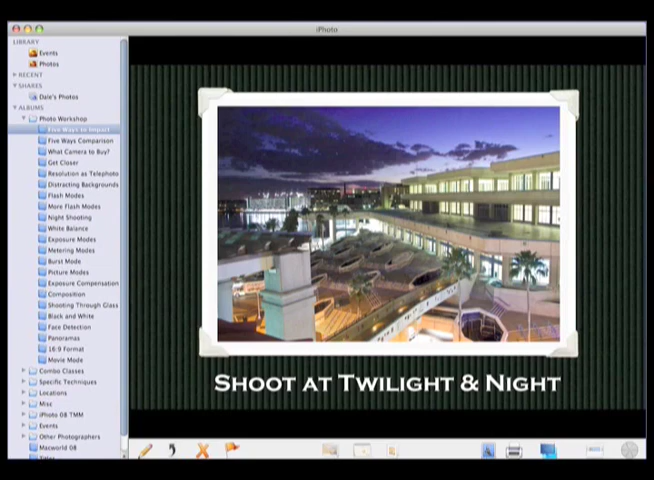 iPhoto
LIBRARY
Events
Photos
RECENT
SHARES
Dale's Photos
ALBUMS
Photo Workshop
Five Ways to Impact
Five Ways Comparison
What Camera to Buy?
Get Closer
Resolution as Telephoto
Distracting Backgrounds
Flash Modes
More Flash Modes
Night Shooting
White Balance
Exposure Modes
Metering Modes
Burst Mode
Picture Modes
Exposure Compensation
Composition
Shooting Through Glass
Black and White
Face Detection
Panoramas
16:9 Format
Movie Mode
Combo Classes
Specific Techniques
Locations
Misc
iPhoto 08 TMM
Events
Other Photographers
Macworld 08
SHOOT AT TWILIGHT & NIGHT